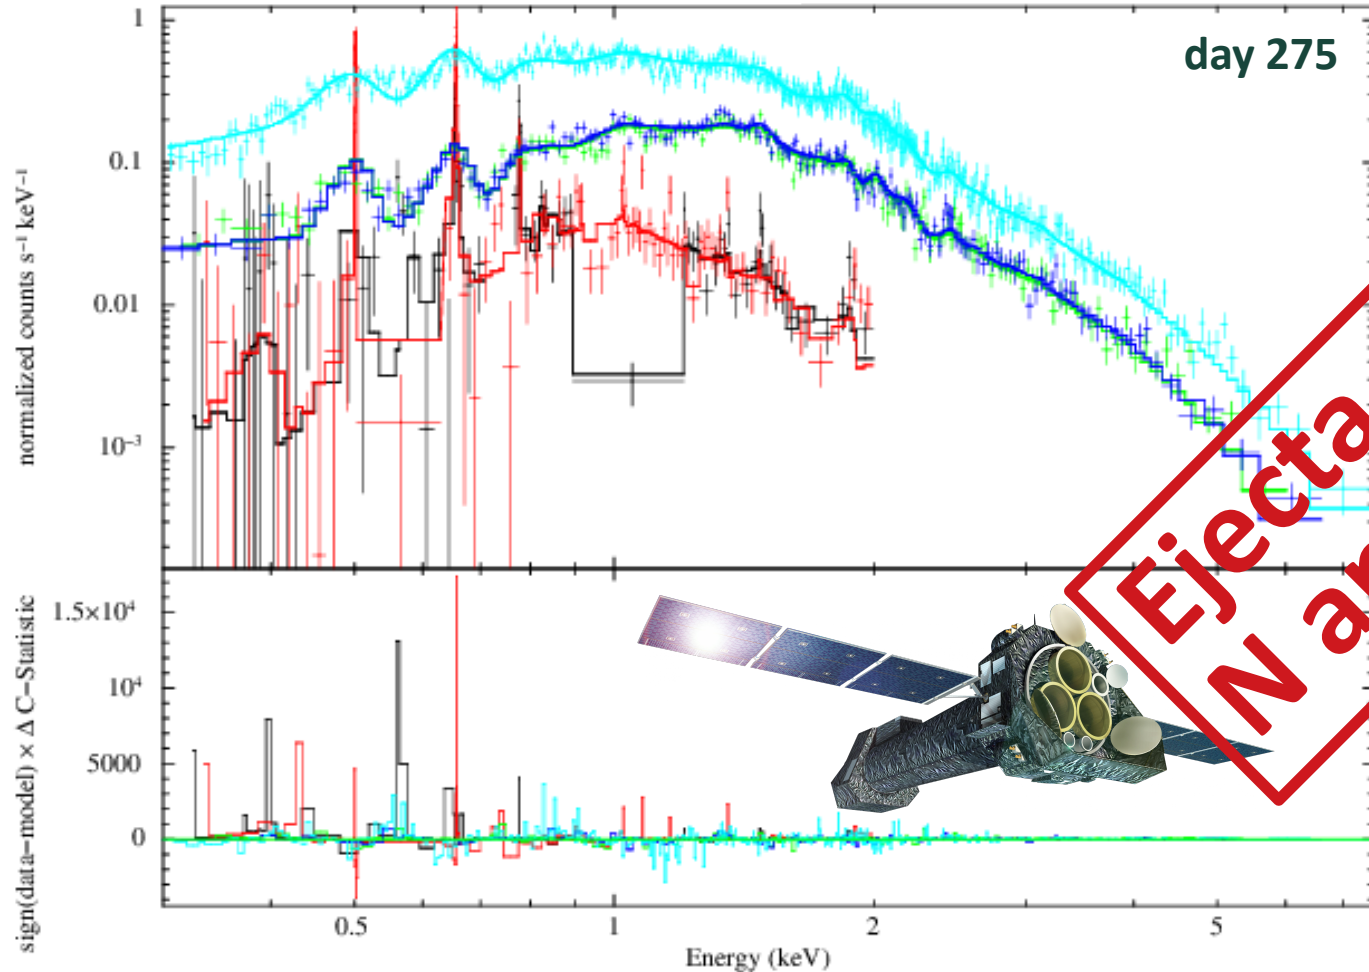 day 275
1
0.1
0.01
10⁻³
normalized counts s⁻¹ keV⁻¹
1.5×10⁴
10⁴
5000
0
sign(data−model) × Δ C−Statistic
0.5
1
2
5
Energy (keV)
Ejecta
N